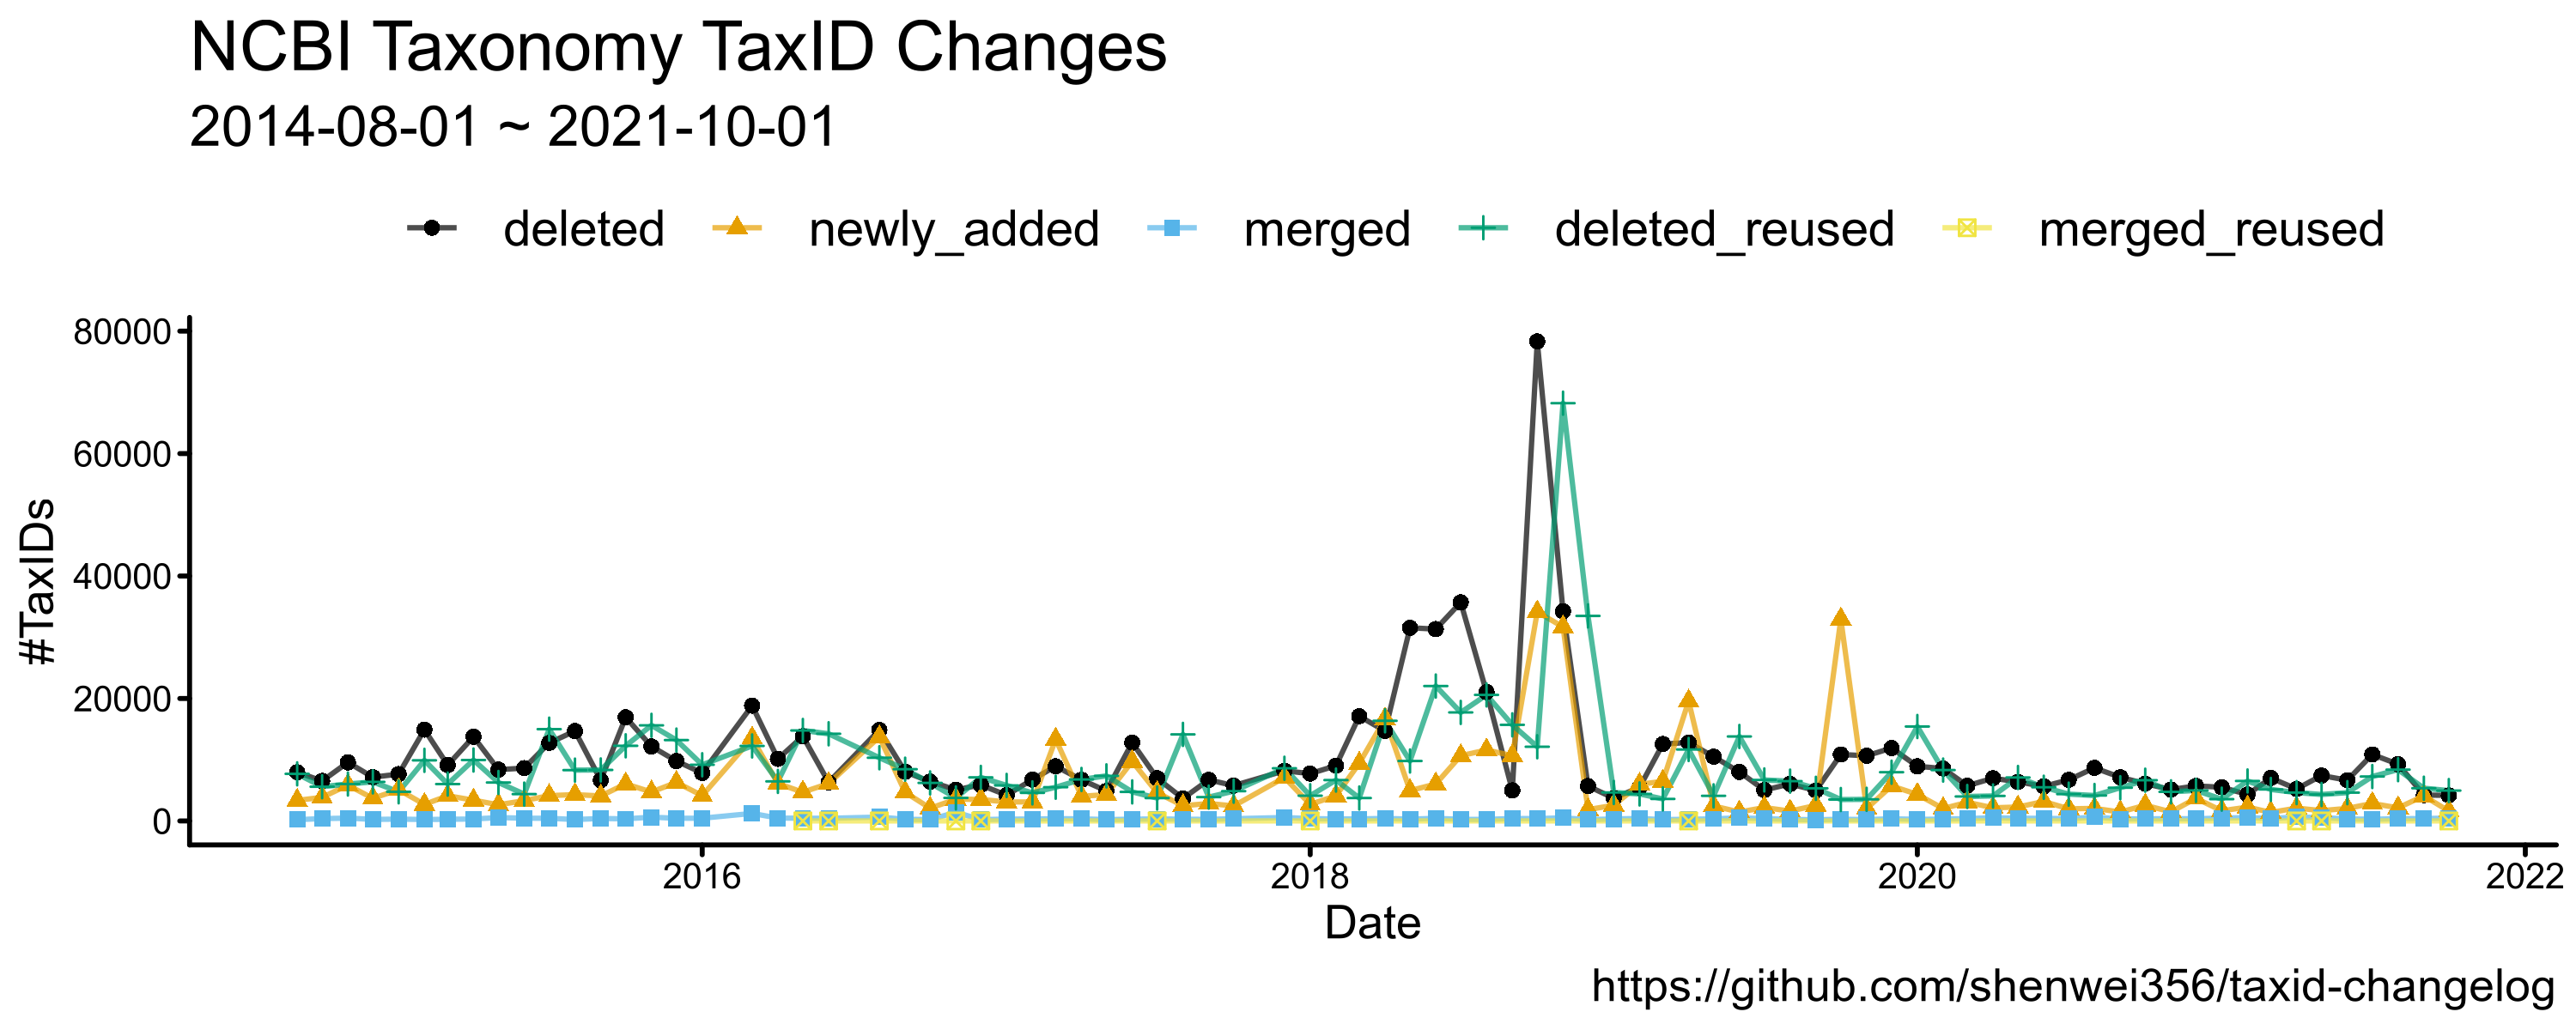 NCBI Taxonomy TaxID Changes
2014-08-01 ~ 2021-10-01
deleted newly_added merged deleted_reused merged_reused
80000
60000
40000
20000
0
#TaxIDs
2016 2018 2020 2022
Date
https://github.com/shenwei356/taxid-changelog